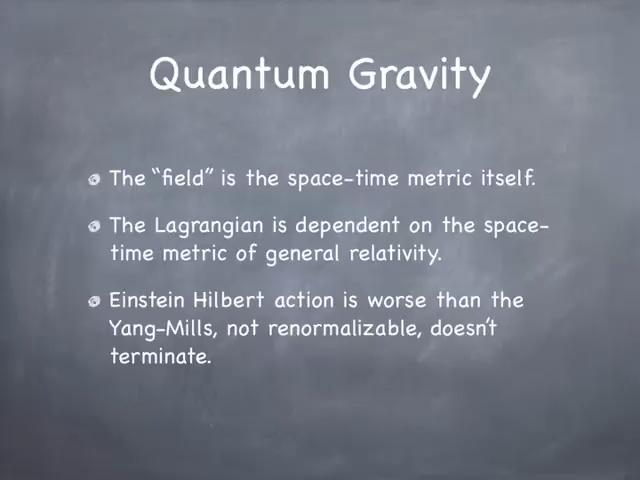 Quantum Gravity
The “field” is the space-time metric itself.
The Lagrangian is dependent on the space-
time metric of general relativity.
Einstein Hilbert action is worse than the
Yang-Mills, not renormalizable, doesn’t
terminate.